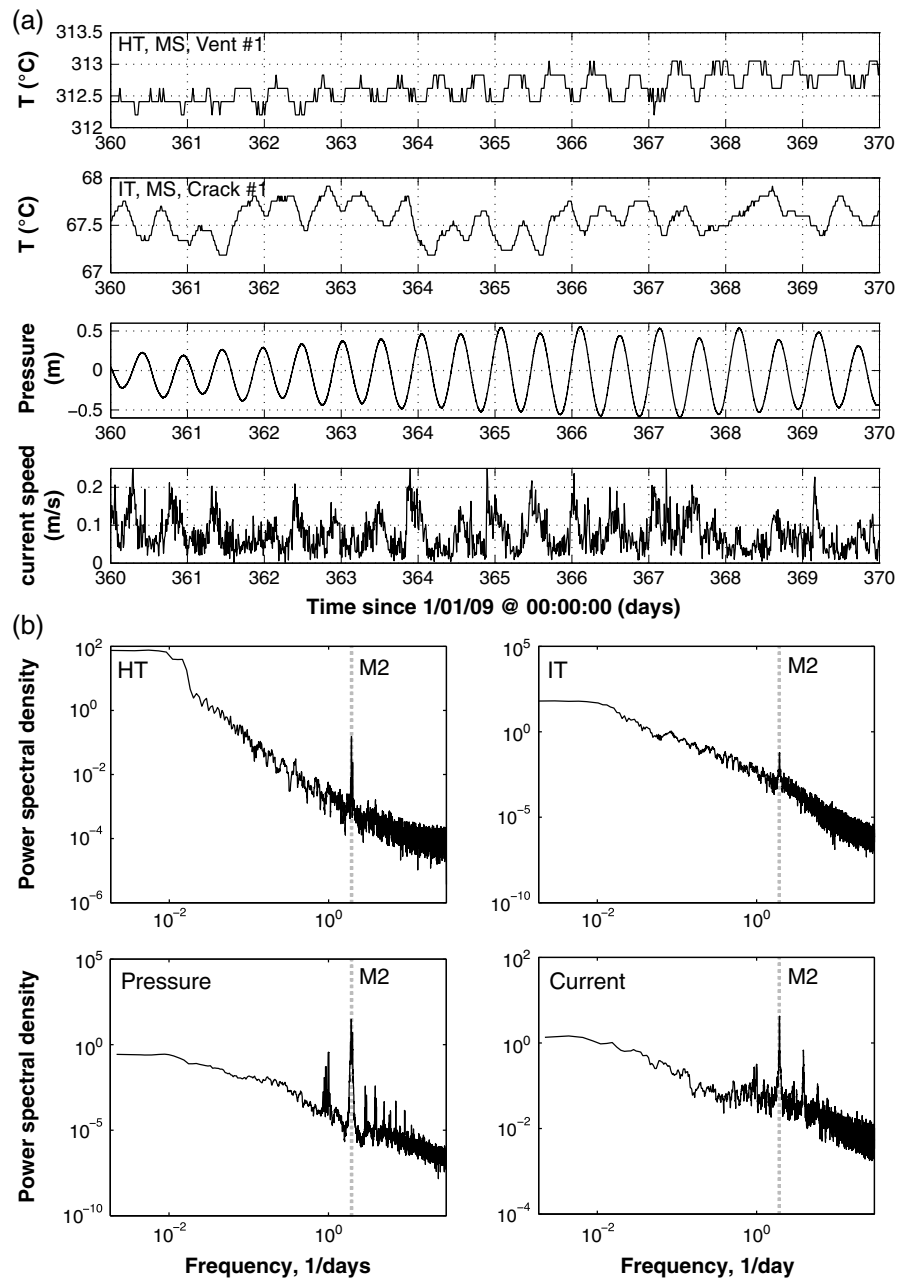 (a)
HT, MS, Vent #1
T (°C)
313.5
313
312.5
312
360 361 362 363 364 365 366 367 368 369 370
IT, MS, Crack #1
T (°C)
68
67.5
67
360 361 362 363 364 365 366 367 368 369 370
Pressure
(m)
0.5
0
−0.5
360 361 362 363 364 365 366 367 368 369 370
current speed
(m/s)
0.2
0.1
0
360 361 362 363 364 365 366 367 368 369 370
Time since 1/01/09 @ 00:00:00 (days)
(b)
HT
M2
Power spectral density
10^2
10^0
10^−2
10^−4
10^−6
10^−2 10^0
IT
M2
10^5
10^0
10^−5
10^−10
10^−2 10^0
Pressure
M2
Power spectral density
10^5
10^0
10^−5
10^−10
10^−2 10^0
Frequency, 1/days
Current
M2
10^2
10^0
10^−2
10^−4
10^−2 10^0
Frequency, 1/day